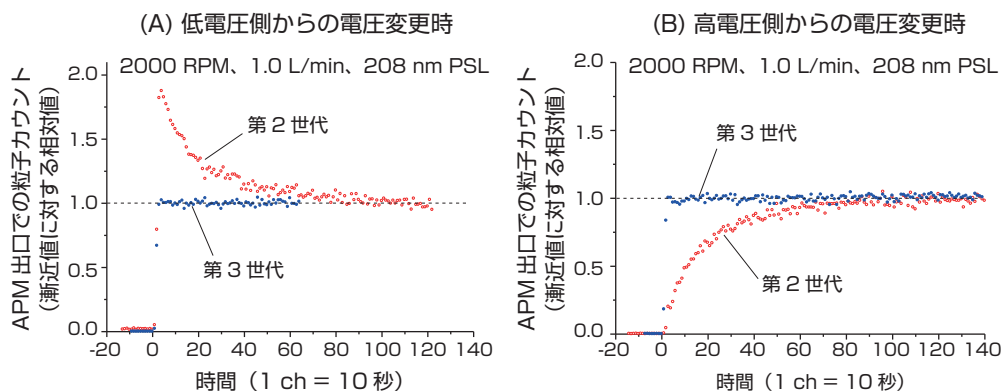 (A) 低電圧側からの電圧変更時
2000 RPM、1.0 L/min、208 nm PSL
APM 出口での粒子カウント
（漸近値に対する相対値）
2.0
1.5
1.0
0.5
0.0
第 2 世代
第 3 世代
-20
0
20
40
60
80
100
120
140
時間（1 ch = 10 秒）
(B) 高電圧側からの電圧変更時
2000 RPM、1.0 L/min、208 nm PSL
APM 出口での粒子カウント
（漸近値に対する相対値）
2.0
1.5
1.0
0.5
0.0
第 3 世代
第 2 世代
-20
0
20
40
60
80
100
120
140
時間（1 ch = 10 秒）